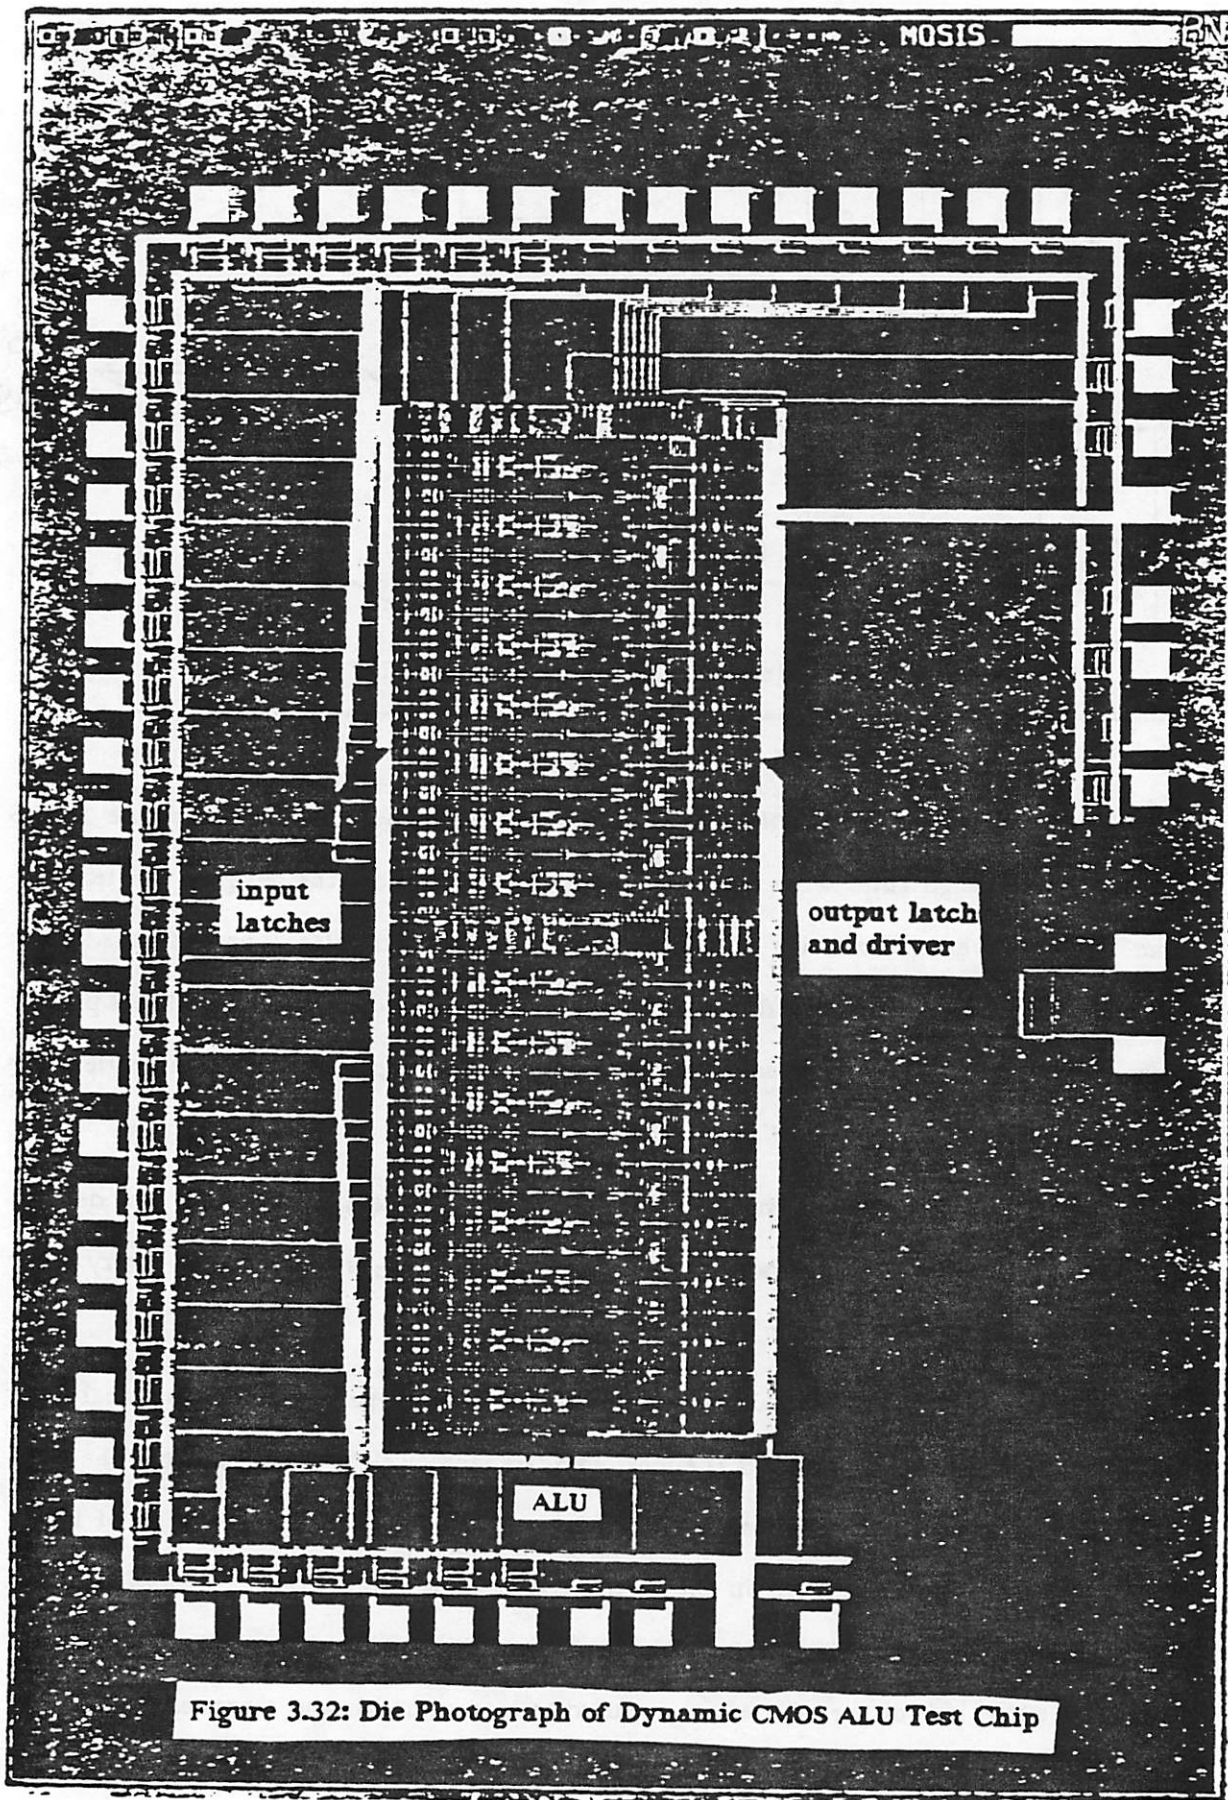 MOSIS
input
latches
output latch
and driver
ALU
Figure 3.32: Die Photograph of Dynamic CMOS ALU Test Chip